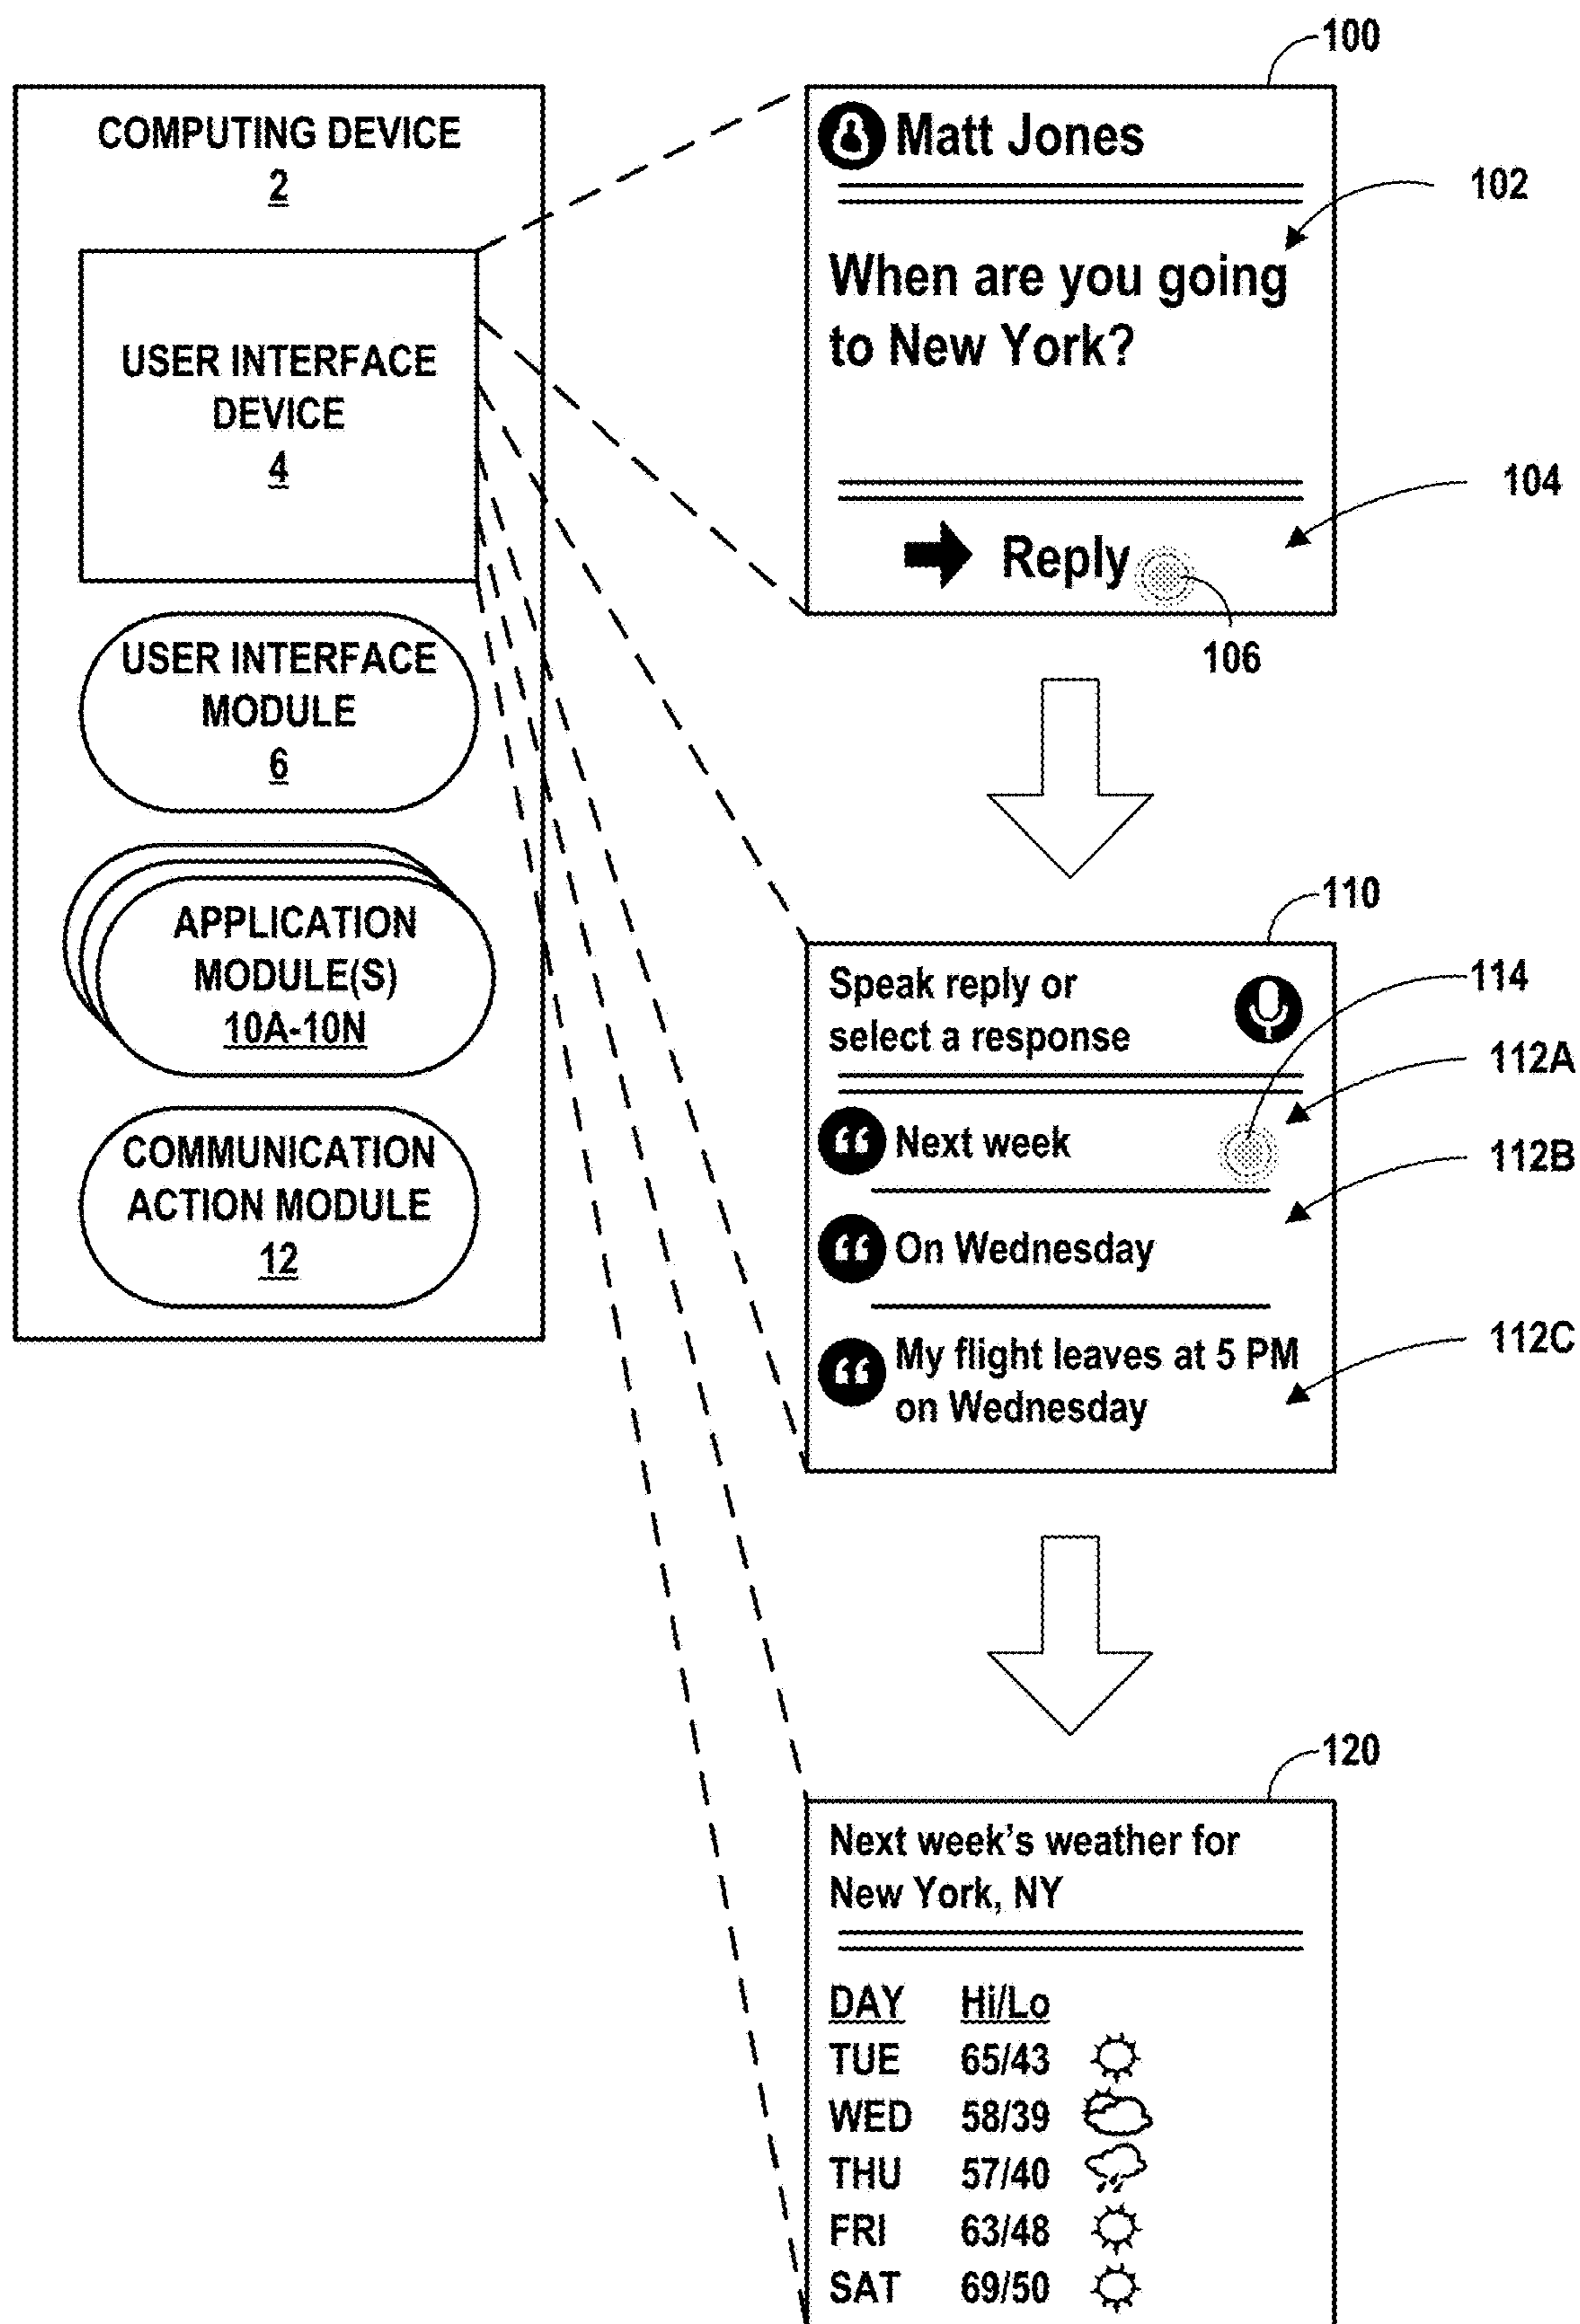 COMPUTING DEVICE
2
USER INTERFACE
DEVICE
4
USER INTERFACE
MODULE
6
APPLICATION
MODULE(S)
10A-10N
COMMUNICATION
ACTION MODULE
12
100
Matt Jones
102
When are you going
to New York?
104
Reply
106
110
Speak reply or
select a response
114
112A
Next week
112B
On Wednesday
112C
My flight leaves at 5 PM
on Wednesday
120
Next week's weather for
New York, NY
DAY Hi/Lo
TUE 65/43
WED 58/39
THU 57/40
FRI 63/48
SAT 69/50